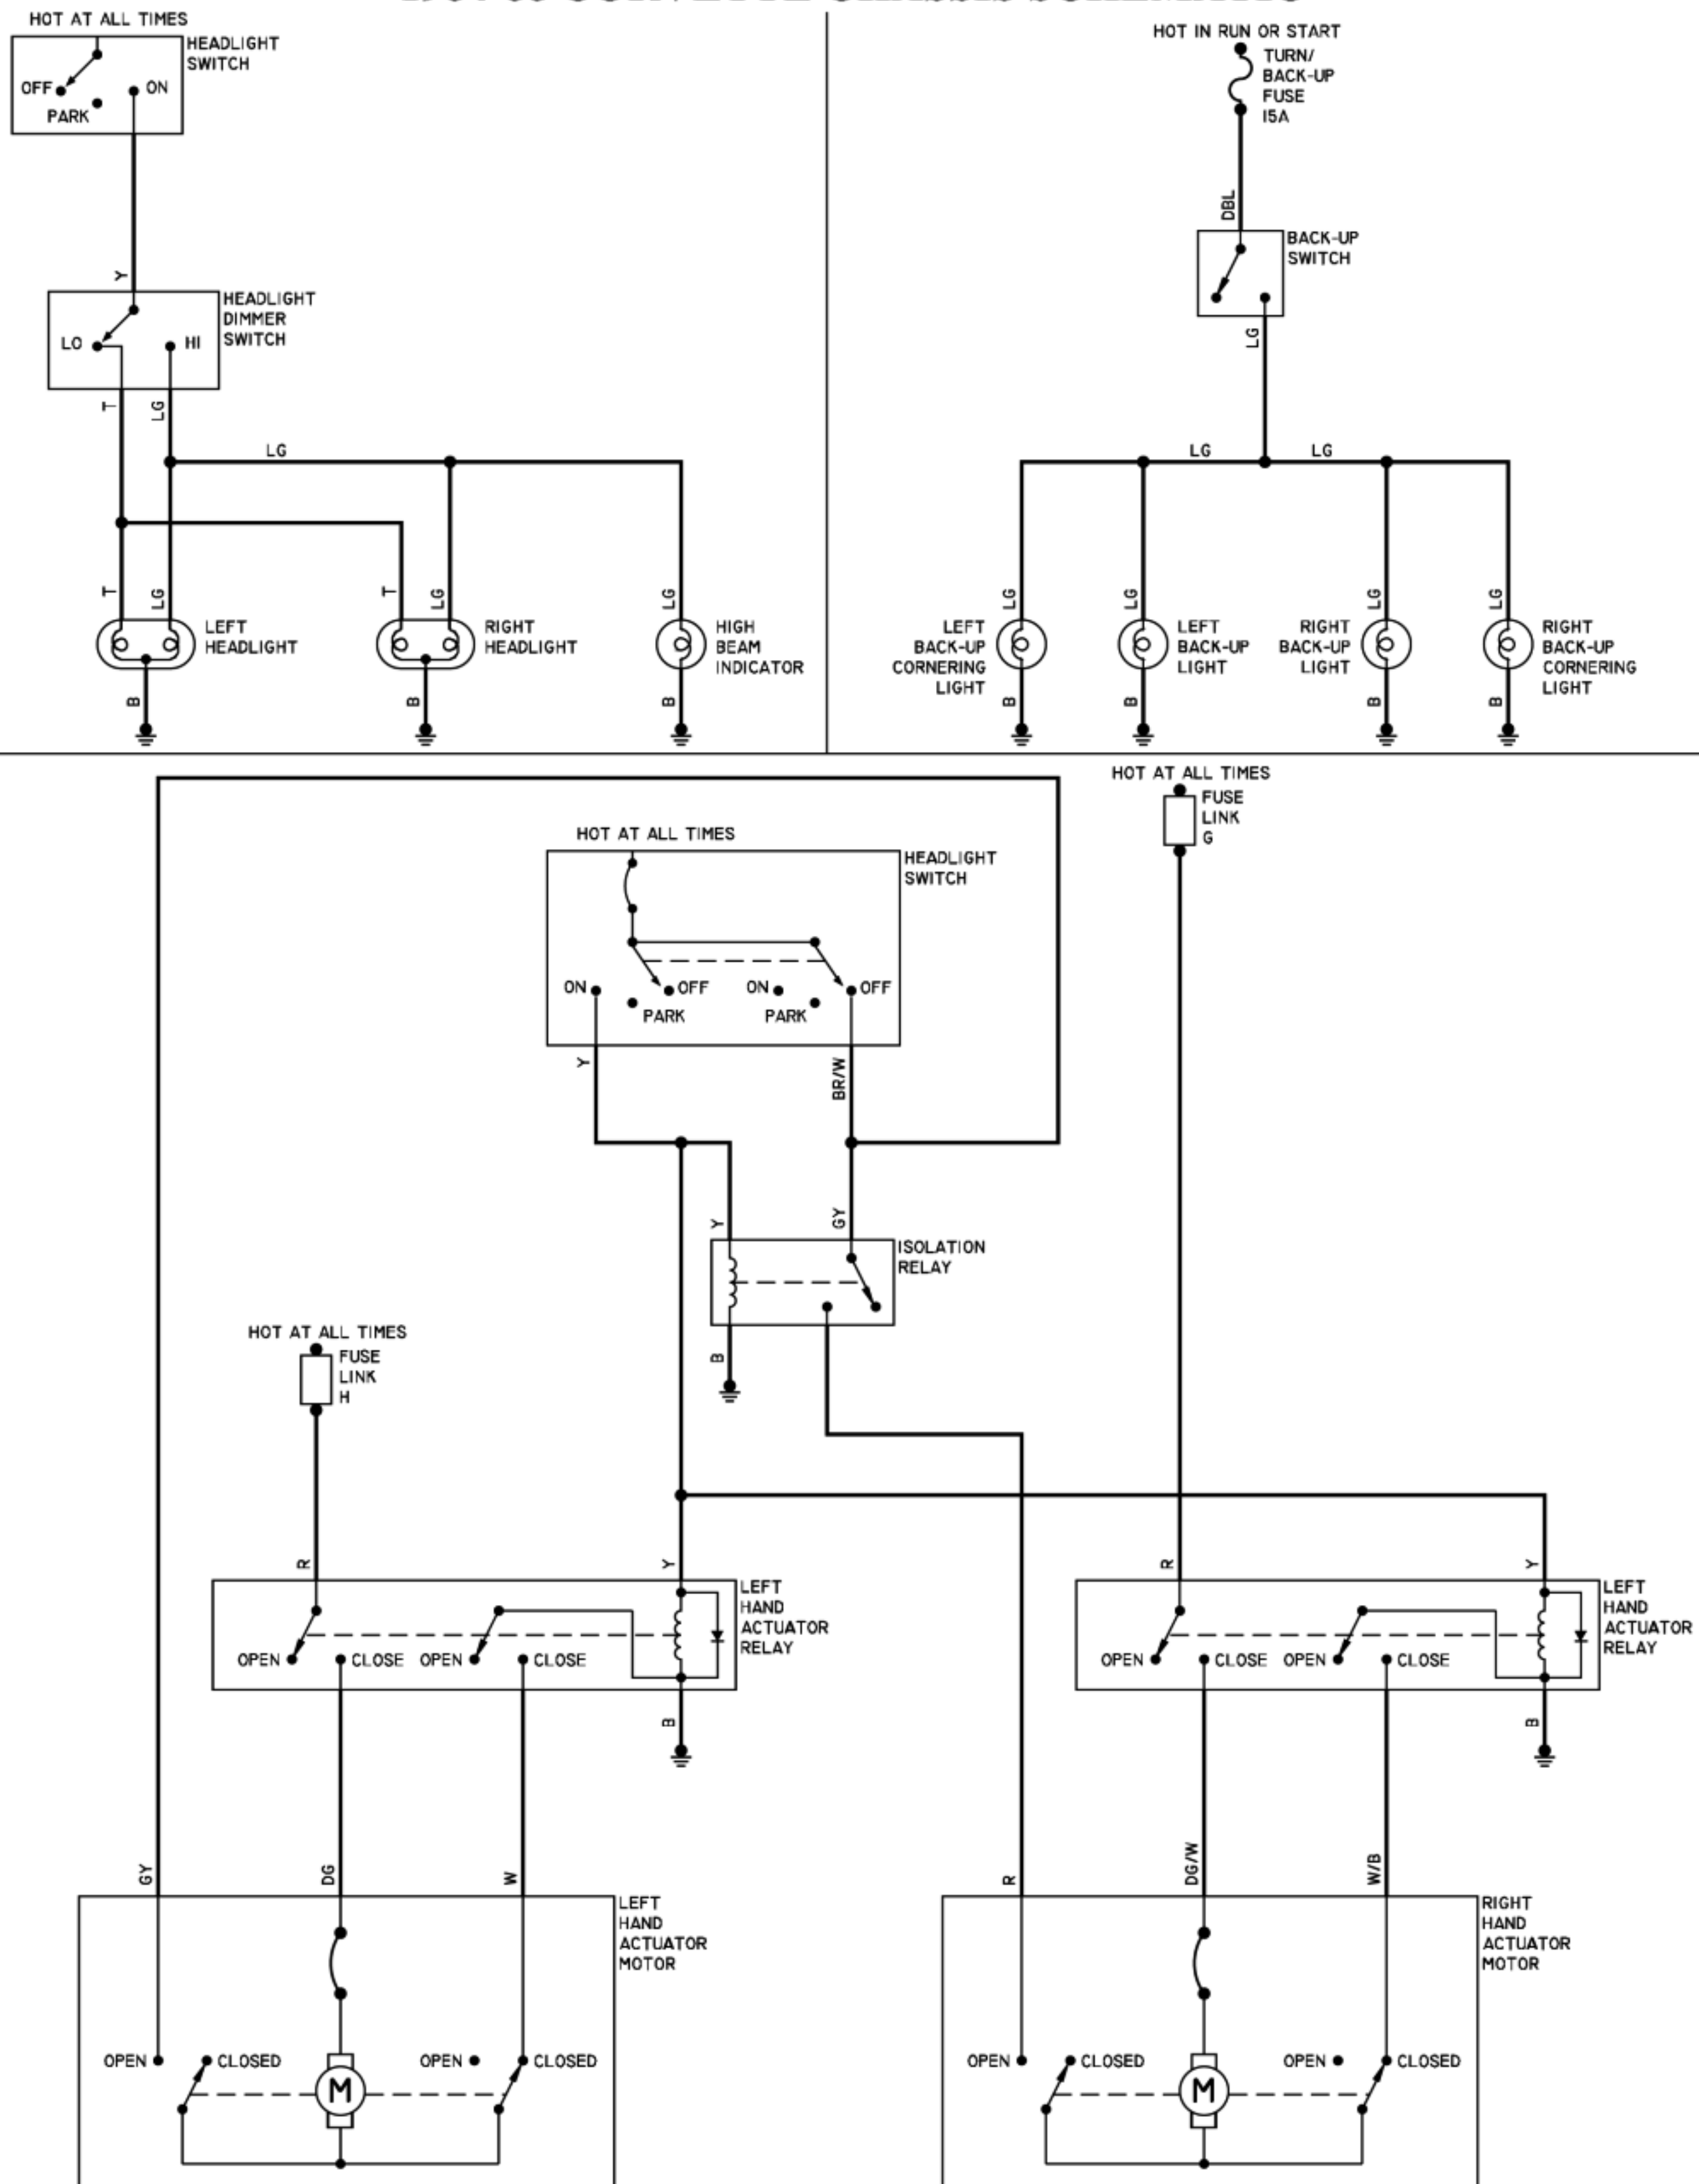 HOT AT ALL TIMES
HEADLIGHT
SWITCH
OFF
ON
PARK
Y
HEADLIGHT
DIMMER
SWITCH
LO
HI
T
LG
LG
T
LG
T
LG
LG
LEFT
HEADLIGHT
RIGHT
HEADLIGHT
HIGH
BEAM
INDICATOR
B
B
B
HOT IN RUN OR START
TURN/
BACK-UP
FUSE
15A
DBL
BACK-UP
SWITCH
LG
LG
LG
LG
LG
LG
LG
LEFT
BACK-UP
CORNERING
LIGHT
LEFT
BACK-UP
LIGHT
RIGHT
BACK-UP
LIGHT
RIGHT
BACK-UP
CORNERING
LIGHT
B
B
B
B
HOT AT ALL TIMES
FUSE
LINK
G
HOT AT ALL TIMES
HEADLIGHT
SWITCH
ON
OFF
PARK
ON
OFF
PARK
Y
BR/W
Y
GY
ISOLATION
RELAY
B
HOT AT ALL TIMES
FUSE
LINK
H
R
Y
LEFT
HAND
ACTUATOR
RELAY
OPEN
CLOSE
OPEN
CLOSE
B
R
Y
LEFT
HAND
ACTUATOR
RELAY
OPEN
CLOSE
OPEN
CLOSE
B
GY
DG
W
LEFT
HAND
ACTUATOR
MOTOR
OPEN
CLOSED
M
OPEN
CLOSED
R
DG/W
W/B
RIGHT
HAND
ACTUATOR
MOTOR
OPEN
CLOSED
M
OPEN
CLOSED